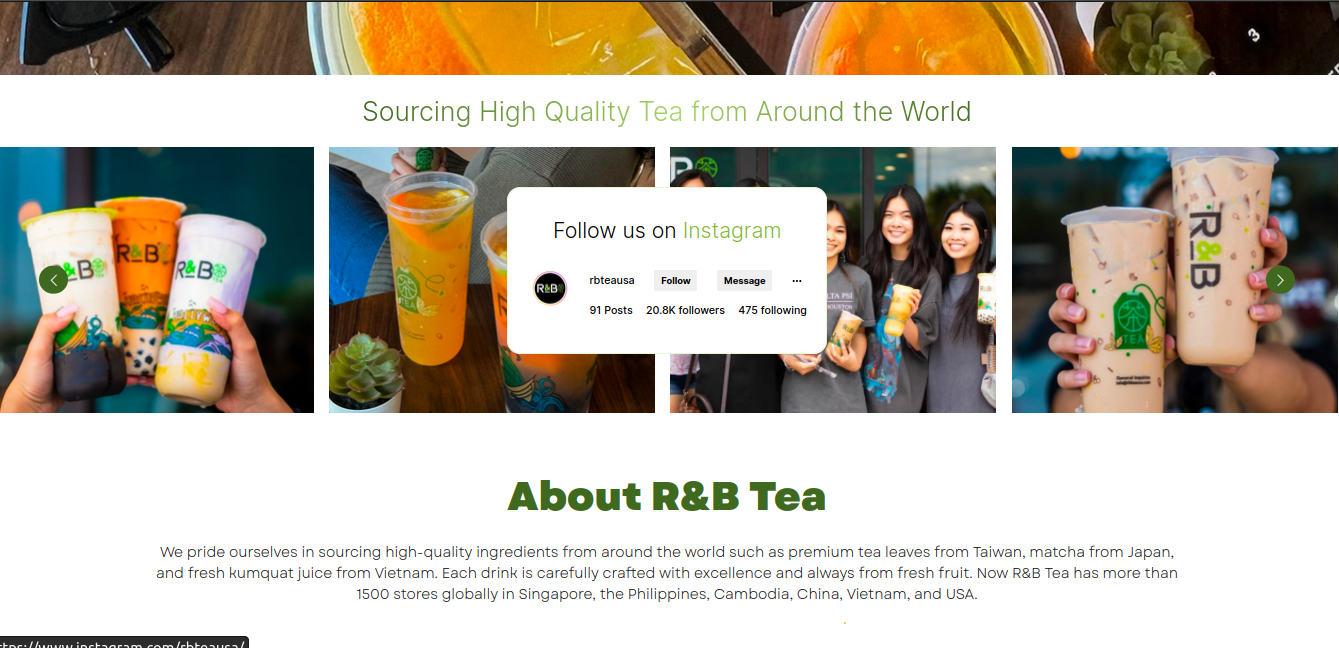 Sourcing High Quality Tea from Around the World
R&B
R&B
R&B
TEA
R&B
TEA
Follow us on Instagram
R&B
rbteausa
Follow
Message
...
91 Posts
20.8K followers
475 following
About R&B Tea
We pride ourselves in sourcing high-quality ingredients from around the world such as premium tea leaves from Taiwan, matcha from Japan,
and fresh kumquat juice from Vietnam. Each drink is carefully crafted with excellence and always from fresh fruit. Now R&B Tea has more than
1500 stores globally in Singapore, the Philippines, Cambodia, China, Vietnam, and USA.
ttps://www.instagram.com/rbteausa/